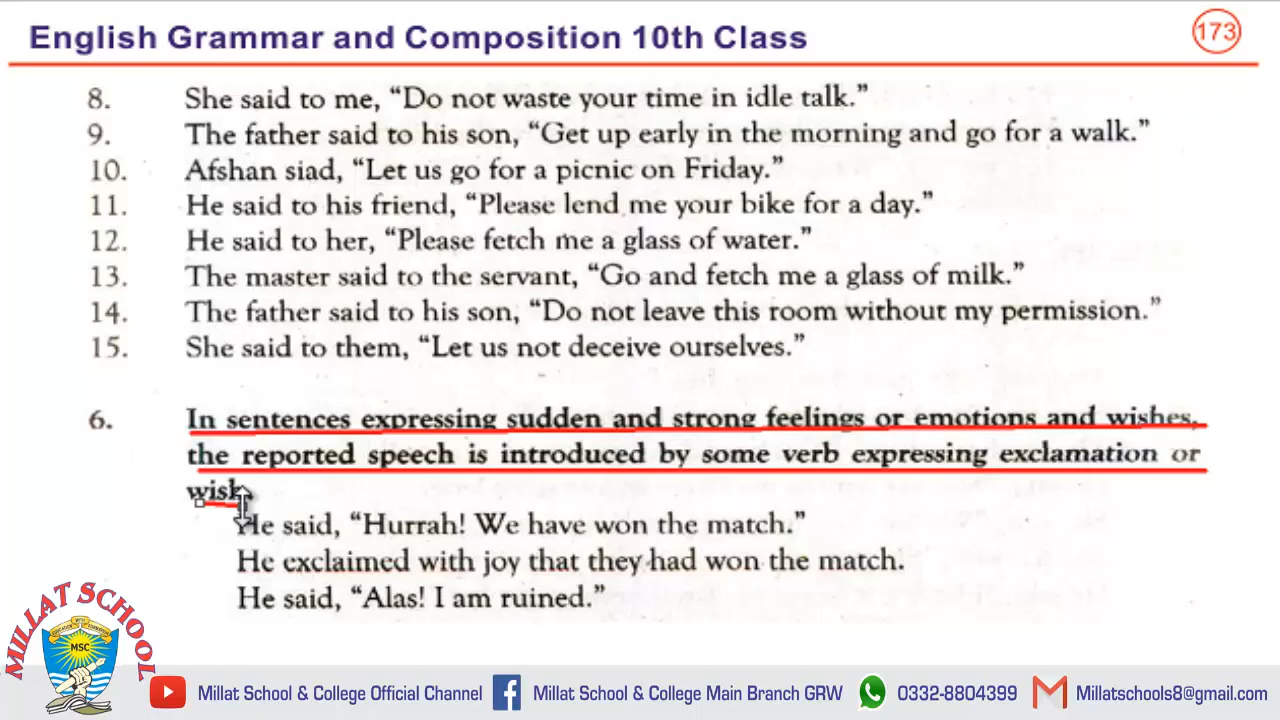 English Grammar and Composition 10th Class
173
8. She said to me, “Do not waste your time in idle talk.”
9. The father said to his son, “Get up early in the morning and go for a walk.”
10. Afshan siad, “Let us go for a picnic on Friday.”
11. He said to his friend, “Please lend me your bike for a day.”
12. He said to her, “Please fetch me a glass of water.”
13. The master said to the servant, “Go and fetch me a glass of milk.”
14. The father said to his son, “Do not leave this room without my permission.”
15. She said to them, “Let us not deceive ourselves.”
6. In sentences expressing sudden and strong feelings or emotions and wishes,
the reported speech is introduced by some verb expressing exclamation or
wish
He said, “Hurrah! We have won the match.”
He exclaimed with joy that they had won the match.
He said, “Alas! I am ruined.”
MILLAT SCHOOL
MSC
Millat School & College Official Channel
Millat School & College Main Branch GRW
0332-8804399
Millatschools8@gmail.com